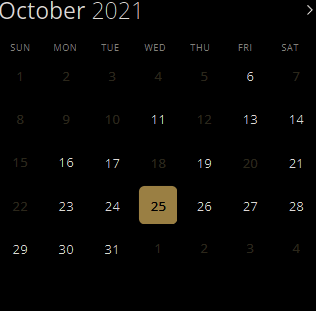 October 2021
SUN MON TUE WED THU FRI SAT
1 2 3 4 5 6 7
8 9 10 11 12 13 14
15 16 17 18 19 20 21
22 23 24 25 26 27 28
29 30 31 1 2 3 4